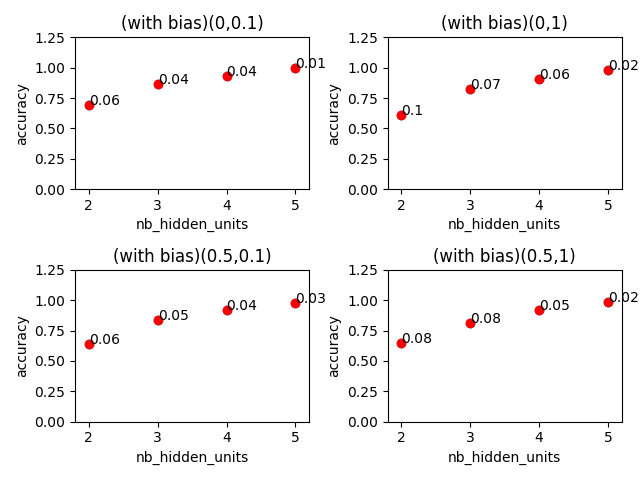 (with bias)(0,0.1)
accuracy
1.25
1.00
0.75
0.50
0.25
0.00
0.06
0.04
0.04
0.01
2 3 4 5
nb_hidden_units
(with bias)(0,1)
accuracy
1.25
1.00
0.75
0.50
0.25
0.00
0.1
0.07
0.06
0.02
2 3 4 5
nb_hidden_units
(with bias)(0.5,0.1)
accuracy
1.25
1.00
0.75
0.50
0.25
0.00
0.06
0.05
0.04
0.03
2 3 4 5
nb_hidden_units
(with bias)(0.5,1)
accuracy
1.25
1.00
0.75
0.50
0.25
0.00
0.08
0.08
0.05
0.02
2 3 4 5
nb_hidden_units